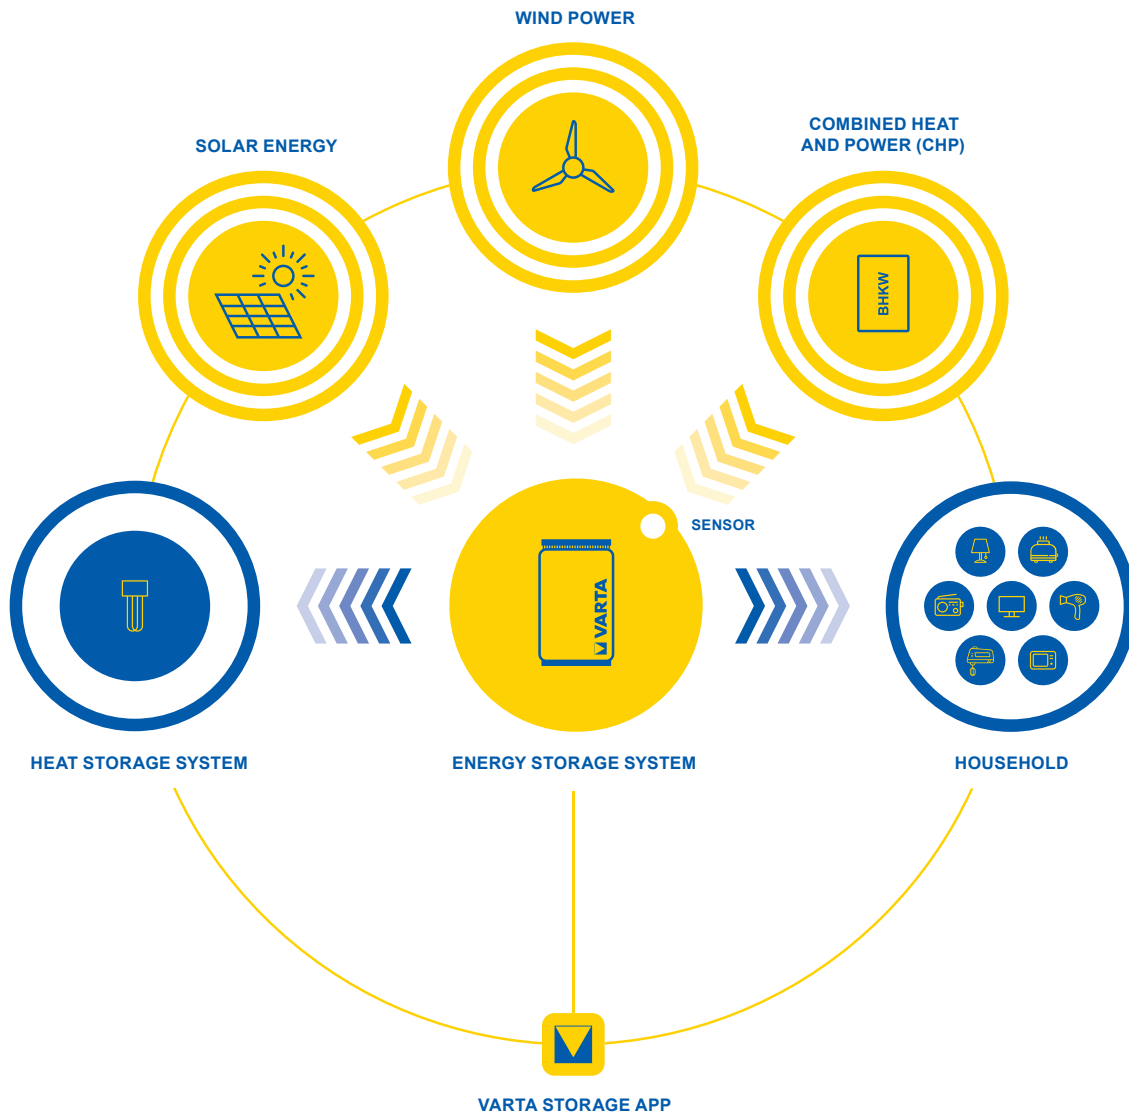 WIND POWER
SOLAR ENERGY
COMBINED HEAT
AND POWER (CHP)
BHKW
SENSOR
VARTA
HEAT STORAGE SYSTEM
ENERGY STORAGE SYSTEM
HOUSEHOLD
VARTA STORAGE APP